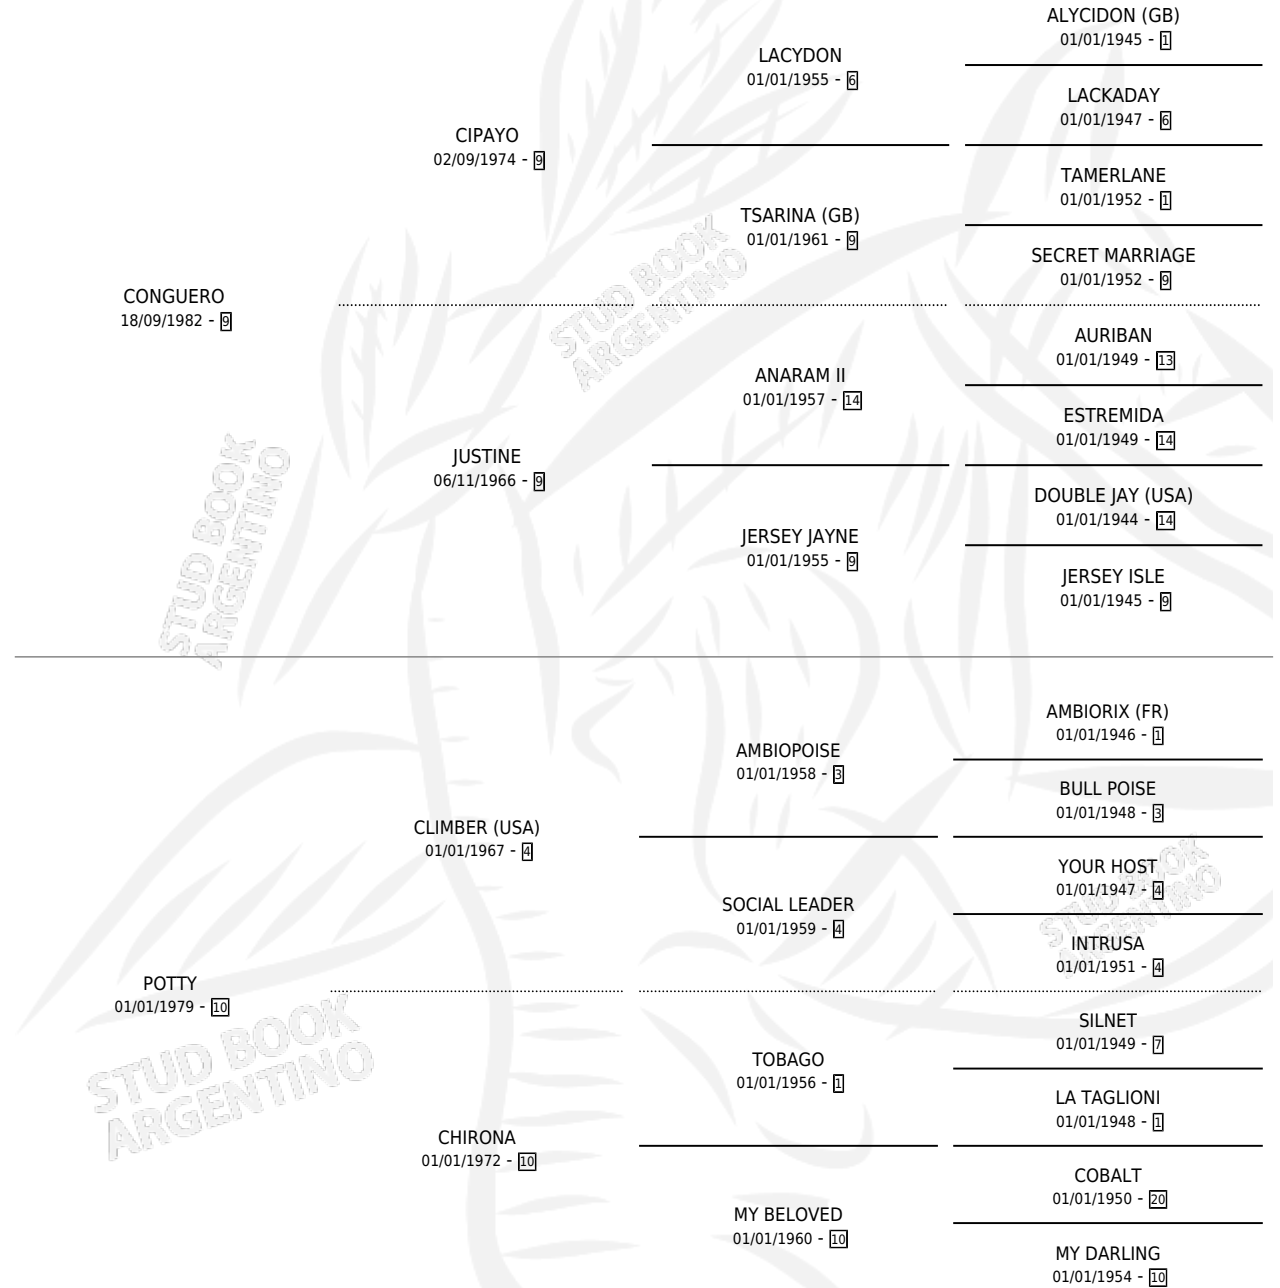 ALYCIDON (GB)
01/01/1945 - 1
LACYDON
01/01/1955 - 6
LACKADAY
01/01/1947 - 6
CIPAYO
02/09/1974 - 9
TAMERLANE
01/01/1952 - 1
TSARINA (GB)
01/01/1961 - 9
SECRET MARRIAGE
01/01/1952 - 9
CONGUERO
18/09/1982 - 9
AURIBAN
01/01/1949 - 13
ANARAM II
01/01/1957 - 14
ESTREMIDA
01/01/1949 - 14
JUSTINE
06/11/1966 - 9
DOUBLE JAY (USA)
01/01/1944 - 14
JERSEY JAYNE
01/01/1955 - 9
JERSEY ISLE
01/01/1945 - 9
AMBIORIX (FR)
01/01/1946 - 1
AMBIOPOISE
01/01/1958 - 3
BULL POISE
01/01/1948 - 3
CLIMBER (USA)
01/01/1967 - 4
YOUR HOST
01/01/1947 - 4
SOCIAL LEADER
01/01/1959 - 4
INTRUSA
01/01/1951 - 4
POTTY
01/01/1979 - 10
SILNET
01/01/1949 - 7
TOBAGO
01/01/1956 - 1
LA TAGLIONI
01/01/1948 - 1
CHIRONA
01/01/1972 - 10
COBALT
01/01/1950 - 20
MY BELOVED
01/01/1960 - 10
MY DARLING
01/01/1954 - 10
STUD BOOK
ARGENTINO
STUD BOOK
ARGENTINO
STUD BOOK
ARGENTINO
STUD BOOK
ARGENTINO